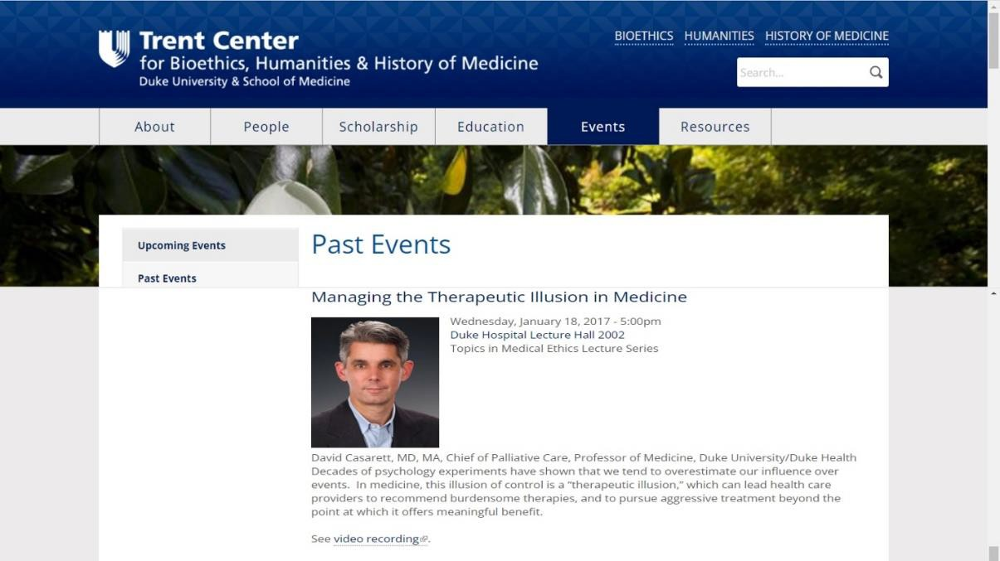 Trent Center
for Bioethics, Humanities & History of Medicine
Duke University & School of Medicine
BIOETHICS HUMANITIES HISTORY OF MEDICINE
Search...
About People Scholarship Education Events Resources
Upcoming Events
Past Events
Past Events
Managing the Therapeutic Illusion in Medicine
Wednesday, January 18, 2017 - 5:00pm
Duke Hospital Lecture Hall 2002
Topics in Medical Ethics Lecture Series
David Casarett, MD, MA, Chief of Palliative Care, Professor of Medicine, Duke University/Duke Health
Decades of psychology experiments have shown that we tend to overestimate our influence over
events. In medicine, this illusion of control is a “therapeutic illusion,” which can lead health care
providers to recommend burdensome therapies, and to pursue aggressive treatment beyond the
point at which it offers meaningful benefit.
See video recording.